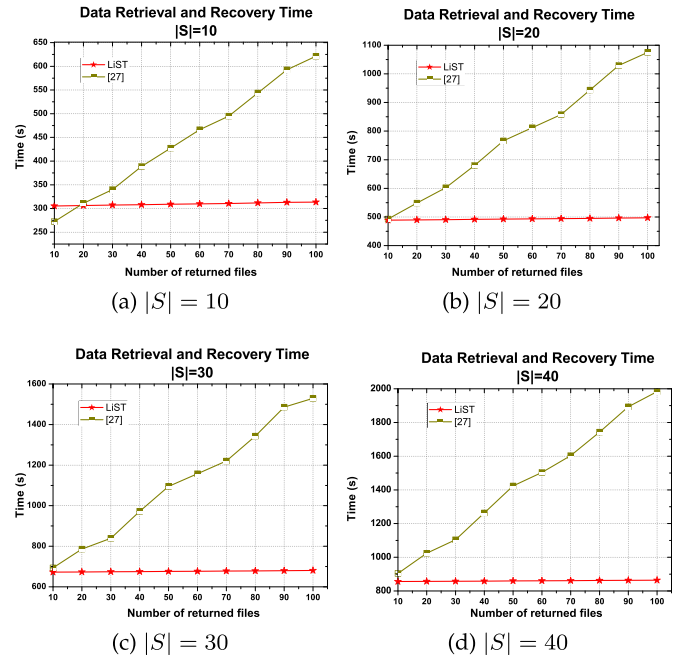 Data Retrieval and Recovery Time
|S|=10
650
600
550
500
450
400
350
300
250
Time (s)
LiST
[27]
10 20 30 40 50 60 70 80 90 100
Number of returned files
(a) |S| = 10
Data Retrieval and Recovery Time
|S|=20
1100
1000
900
800
700
600
500
400
Time (s)
LiST
[27]
10 20 30 40 50 60 70 80 90 100
Number of returned files
(b) |S| = 20
Data Retrieval and Recovery Time
|S|=30
1600
1400
1200
1000
800
600
Time (s)
LiST
[27]
10 20 30 40 50 60 70 80 90 100
Number of returned files
(c) |S| = 30
Data Retrieval and Recovery Time
|S|=40
2000
1800
1600
1400
1200
1000
800
Time (s)
LiST
[27]
10 20 30 40 50 60 70 80 90 100
Number of returned files
(d) |S| = 40